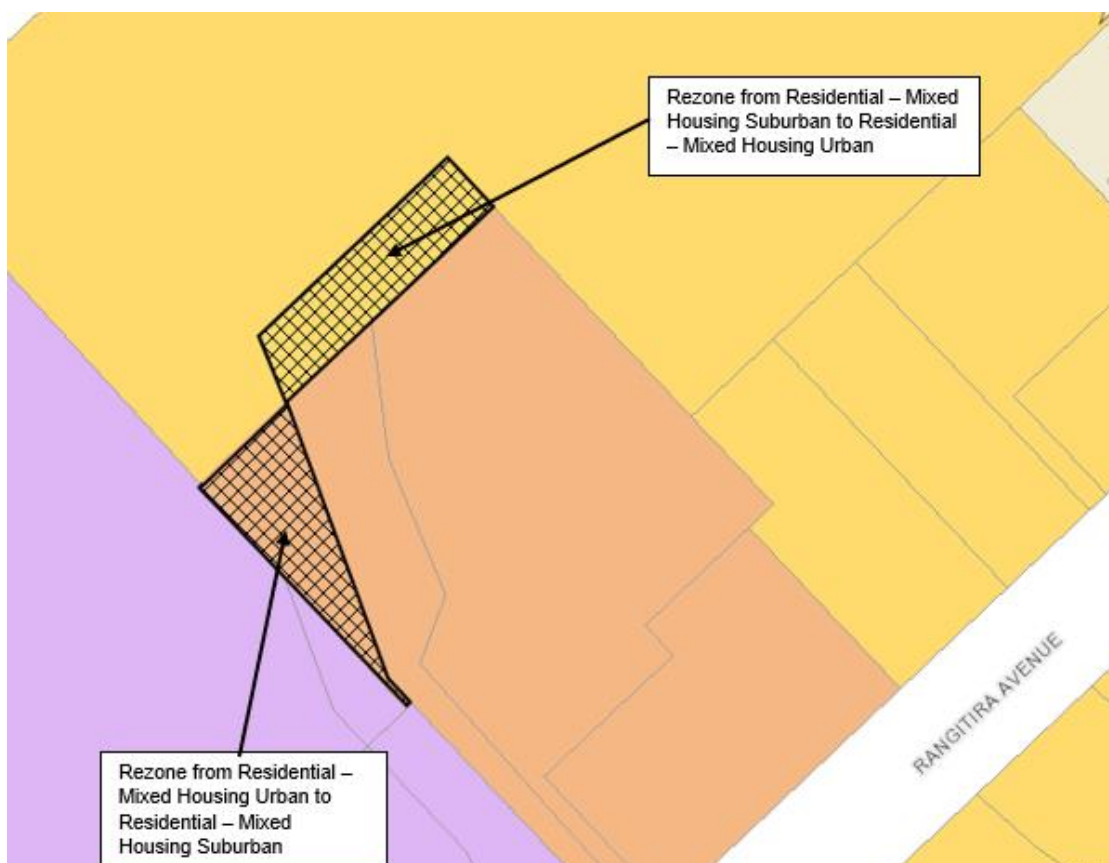 Rezone from Residential – Mixed
Housing Suburban to Residential
– Mixed Housing Urban
RANGITIRA AVENUE
Rezone from Residential –
Mixed Housing Urban to
Residential – Mixed
Housing Suburban